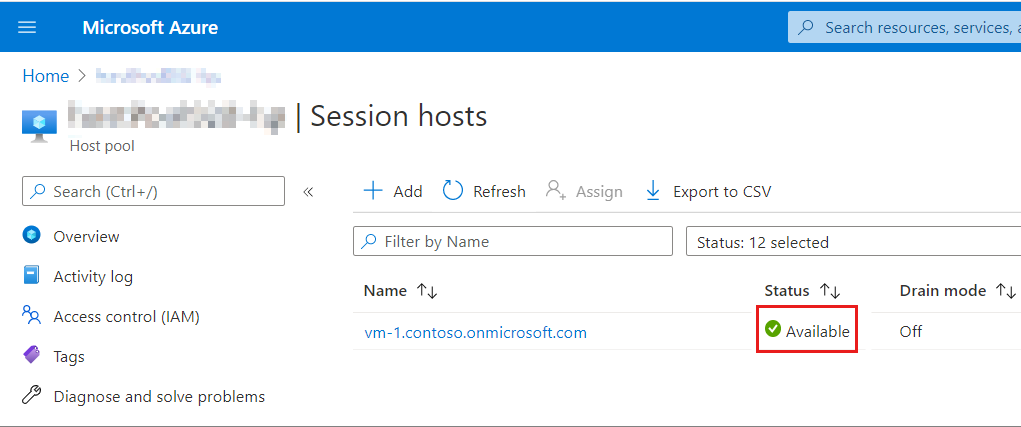 Microsoft Azure
Search resources, services, a
Home >
| Session hosts
Host pool
Search (Ctrl+/)
«
Add
Refresh
Assign
Export to CSV
Overview
Activity log
Access control (IAM)
Tags
Diagnose and solve problems
Filter by Name
Status: 12 selected
Name ↑↓
Status ↑↓
Drain mode ↑↓
vm-1.contoso.onmicrosoft.com
Available
Off